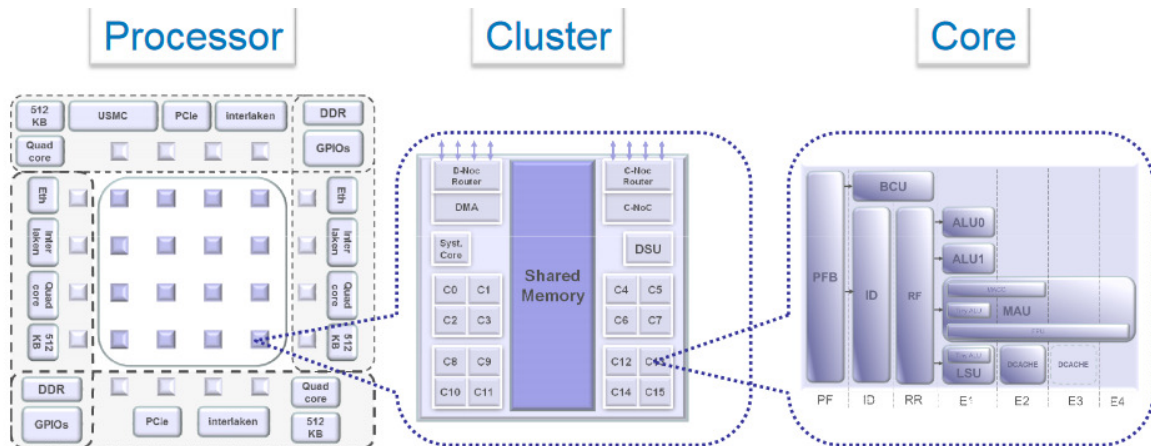 Processor
Cluster
Core
512 KB
USMC
PCIe
interlaken
DDR
Quad core
GPIOs
Eth
Inter laken
Quad core
512 KB
Eth
Inter laken
Quad core
512 KB
DDR
GPIOs
PCIe
interlaken
Quad core
512 KB
D-Noc Router
DMA
Syst. Core
C0
C1
C2
C3
C8
C9
C10
C11
Shared Memory
C-Noc Router
C-NoC
DSU
C4
C5
C6
C7
C12
C14
C15
PFB
BCU
ID
RF
ALU0
ALU1
MAU
FPU
LSU
DCACHE
DCACHE
PF
ID
RR
E1
E2
E3
E4